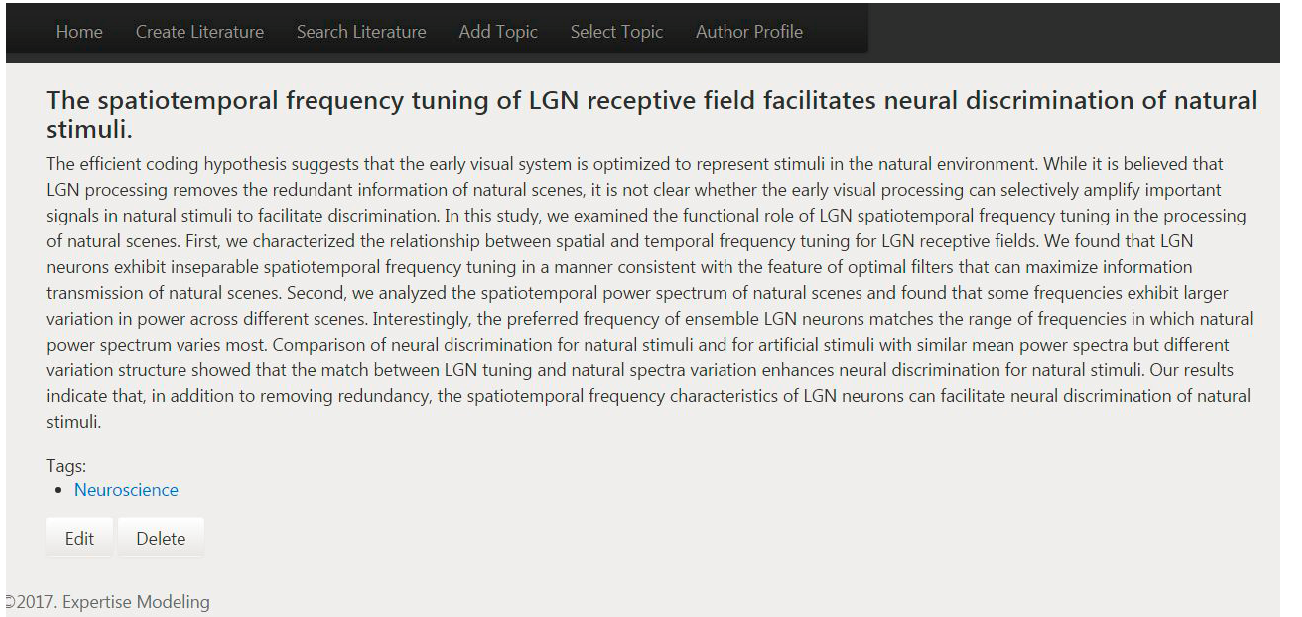 Home Create Literature Search Literature Add Topic Select Topic Author Profile
The spatiotemporal frequency tuning of LGN receptive field facilitates neural discrimination of natural
stimuli.
The efficient coding hypothesis suggests that the early visual system is optimized to represent stimuli in the natural environment. While it is believed that
LGN processing removes the redundant information of natural scenes, it is not clear whether the early visual processing can selectively amplify important
signals in natural stimuli to facilitate discrimination. In this study, we examined the functional role of LGN spatiotemporal frequency tuning in the processing
of natural scenes. First, we characterized the relationship between spatial and temporal frequency tuning for LGN receptive fields. We found that LGN
neurons exhibit inseparable spatiotemporal frequency tuning in a manner consistent with the feature of optimal filters that can maximize information
transmission of natural scenes. Second, we analyzed the spatiotemporal power spectrum of natural scenes and found that some frequencies exhibit larger
variation in power across different scenes. Interestingly, the preferred frequency of ensemble LGN neurons matches the range of frequencies in which natural
power spectrum varies most. Comparison of neural discrimination for natural stimuli and for artificial stimuli with similar mean power spectra but different
variation structure showed that the match between LGN tuning and natural spectra variation enhances neural discrimination for natural stimuli. Our results
indicate that, in addition to removing redundancy, the spatiotemporal frequency characteristics of LGN neurons can facilitate neural discrimination of natural
stimuli.
Tags:
• Neuroscience
Edit Delete
©2017. Expertise Modeling